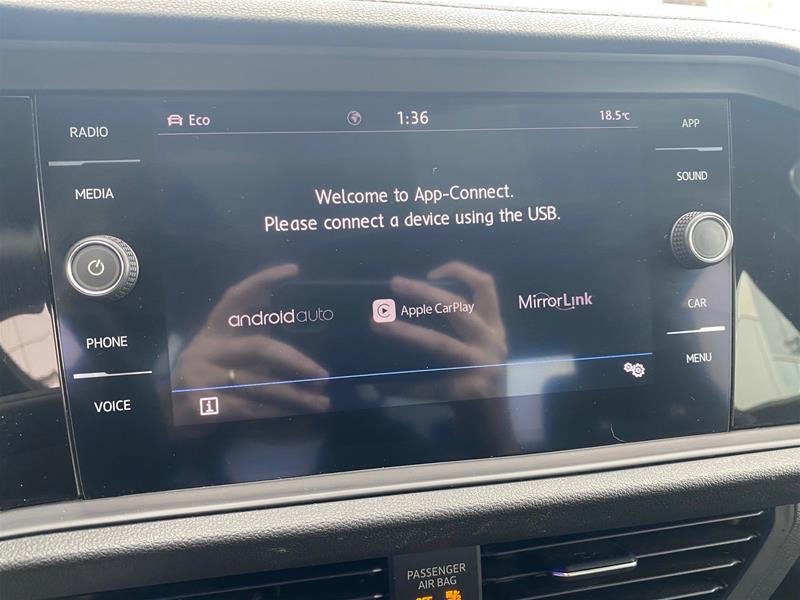 RADIO
MEDIA
PHONE
VOICE
Eco
1:36
18.5°C
Welcome to App-Connect.
Please connect a device using the USB.
androidauto
Apple CarPlay
MirrorLink
i
APP
SOUND
CAR
MENU
PASSENGER
AIR BAG
OFF